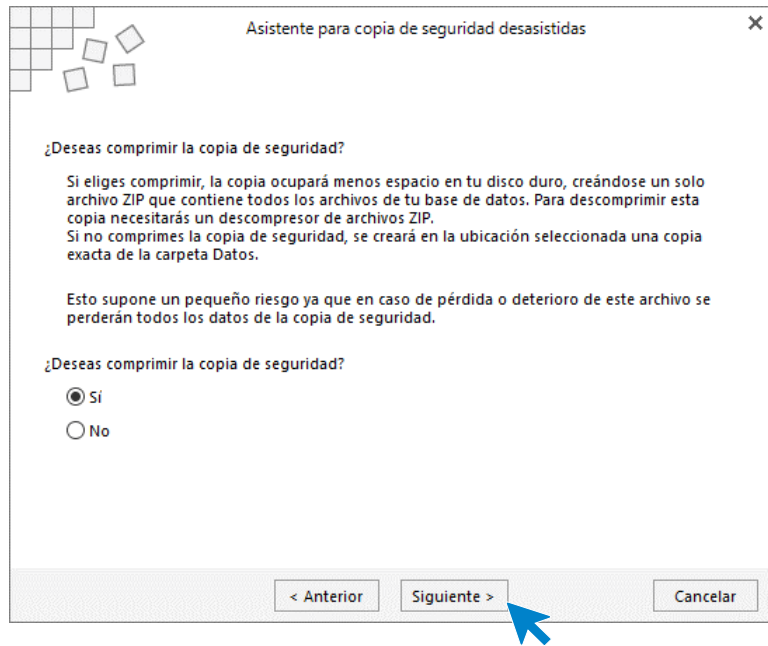 Asistente para copia de seguridad desasistidas
¿Deseas comprimir la copia de seguridad?
Si eliges comprimir, la copia ocupará menos espacio en tu disco duro, creándose un solo
archivo ZIP que contiene todos los archivos de tu base de datos. Para descomprimir esta
copia necesitarás un descompresor de archivos ZIP.
Si no comprimes la copia de seguridad, se creará en la ubicación seleccionada una copia
exacta de la carpeta Datos.
Esto supone un pequeño riesgo ya que en caso de pérdida o deterioro de este archivo se
perderán todos los datos de la copia de seguridad.
¿Deseas comprimir la copia de seguridad?
Sí
No
< Anterior
Siguiente >
Cancelar